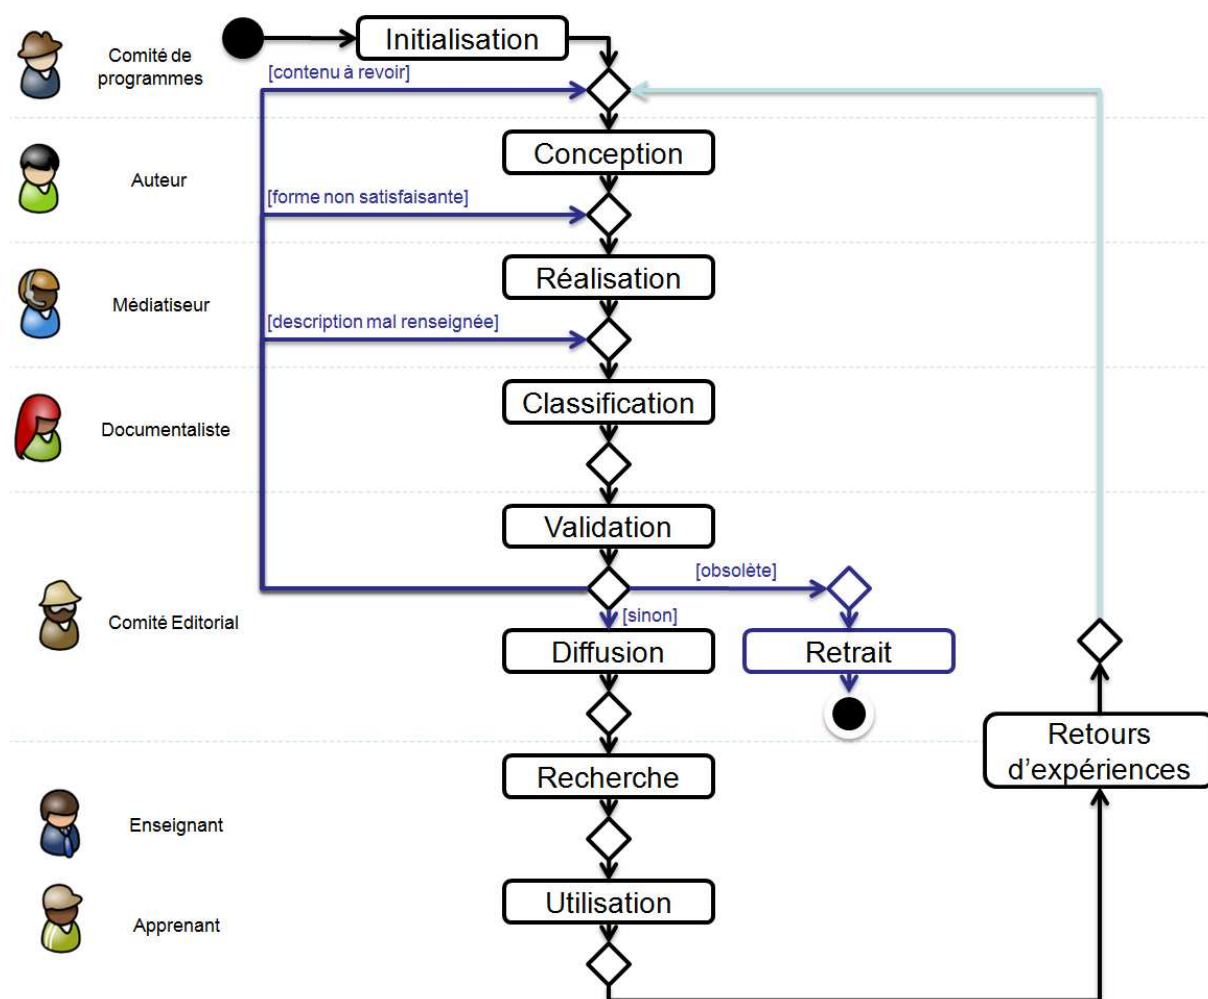 Initialisation
Comité de
programmes
[contenu à revoir]
Conception
Auteur
[forme non satisfaisante]
Réalisation
Médiatiseur
[description mal renseignée]
Classification
Documentaliste
Validation
[obsolète]
[sinon]
Comité Editorial
Diffusion
Retrait
Retours
d'expériences
Recherche
Enseignant
Utilisation
Apprenant